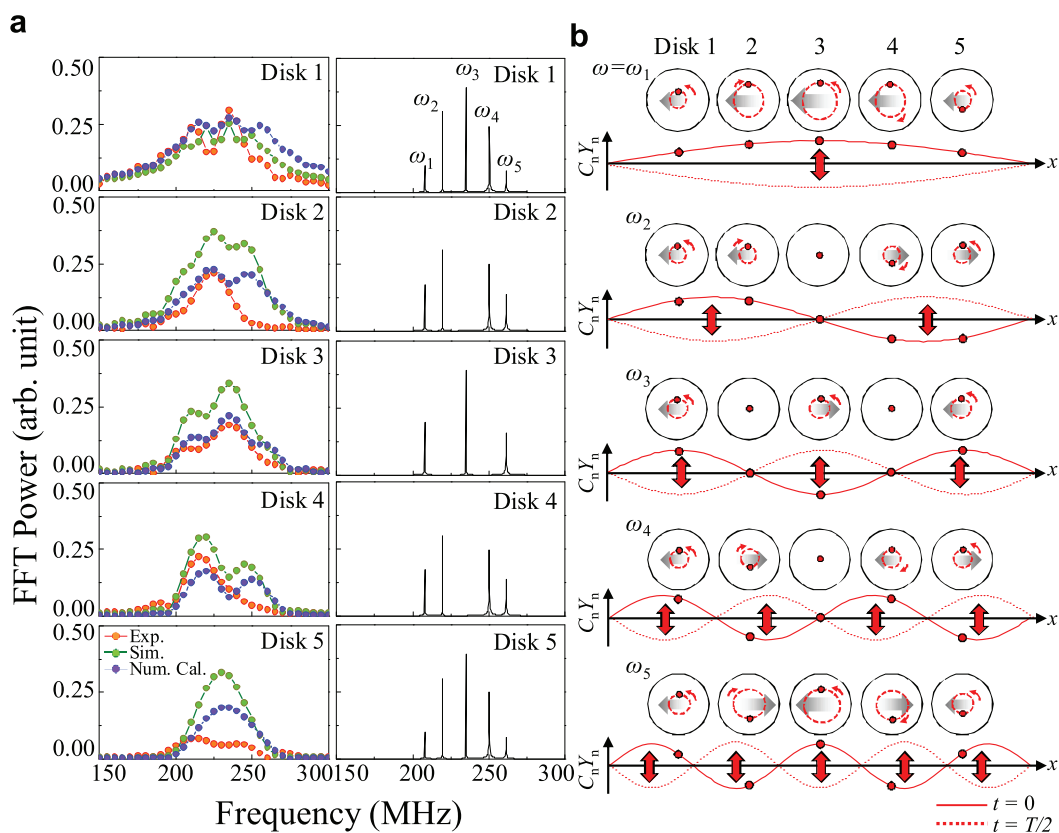 a
FFT Power (arb. unit)
0.50
0.25
0.00
Disk 1
Disk 1
ω1
ω2
ω3
ω4
ω5
0.50
0.25
0.00
Disk 2
Disk 2
0.50
0.25
0.00
Disk 3
Disk 3
0.50
0.25
0.00
Disk 4
Disk 4
0.50
0.25
0.00
Disk 5
Disk 5
Exp.
Sim.
Num. Cal.
150 200 250 300 200 250 300
Frequency (MHz)
b
Disk 1 2 3 4 5
ω=ω1
CnYn
x
ω2
CnYn
x
ω3
CnYn
x
ω4
CnYn
x
ω5
CnYn
x
t = 0
t = T/2